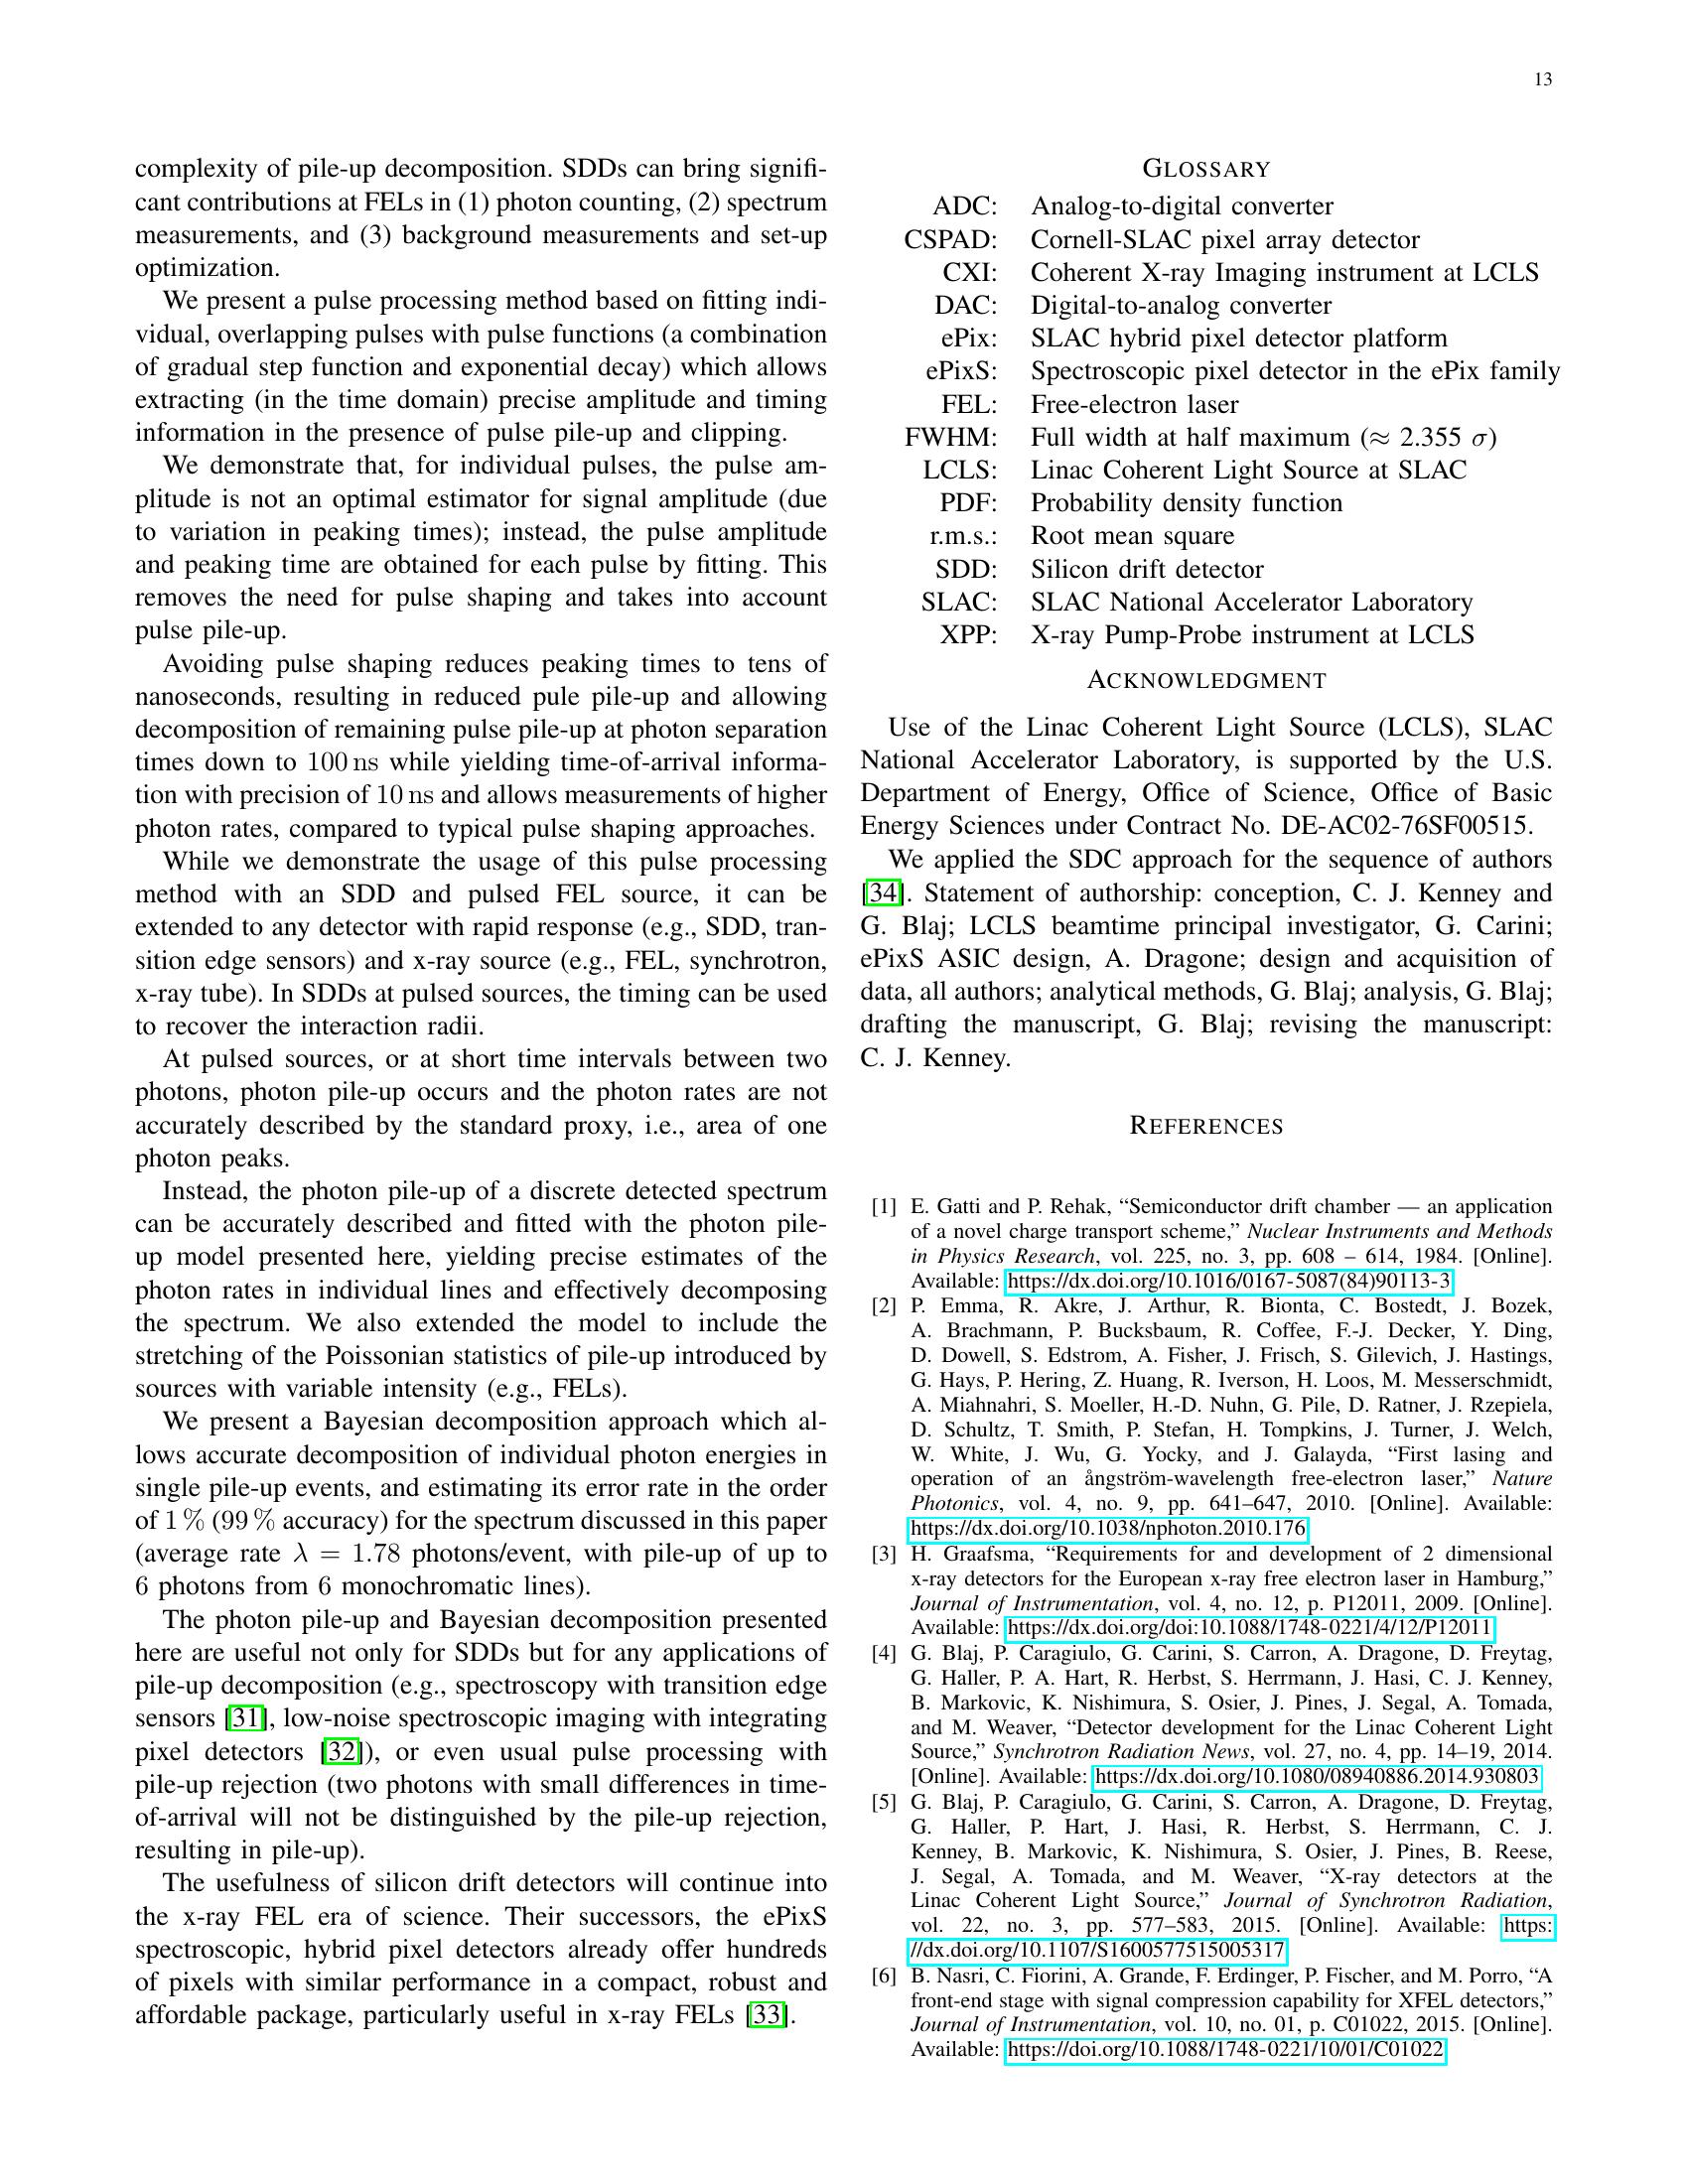 13
complexity of pile-up decomposition. SDDs can bring signifi-
cant contributions at FELs in (1) photon counting, (2) spectrum
measurements, and (3) background measurements and set-up
optimization.
We present a pulse processing method based on fitting indi-
vidual, overlapping pulses with pulse functions (a combination
of gradual step function and exponential decay) which allows
extracting (in the time domain) precise amplitude and timing
information in the presence of pulse pile-up and clipping.
We demonstrate that, for individual pulses, the pulse am-
plitude is not an optimal estimator for signal amplitude (due
to variation in peaking times); instead, the pulse amplitude
and peaking time are obtained for each pulse by fitting. This
removes the need for pulse shaping and takes into account
pulse pile-up.
Avoiding pulse shaping reduces peaking times to tens of
nanoseconds, resulting in reduced pule pile-up and allowing
decomposition of remaining pulse pile-up at photon separation
times down to 100 ns while yielding time-of-arrival informa-
tion with precision of 10 ns and allows measurements of higher
photon rates, compared to typical pulse shaping approaches.
While we demonstrate the usage of this pulse processing
method with an SDD and pulsed FEL source, it can be
extended to any detector with rapid response (e.g., SDD, tran-
sition edge sensors) and x-ray source (e.g., FEL, synchrotron,
x-ray tube). In SDDs at pulsed sources, the timing can be used
to recover the interaction radii.
At pulsed sources, or at short time intervals between two
photons, photon pile-up occurs and the photon rates are not
accurately described by the standard proxy, i.e., area of one
photon peaks.
Instead, the photon pile-up of a discrete detected spectrum
can be accurately described and fitted with the photon pile-
up model presented here, yielding precise estimates of the
photon rates in individual lines and effectively decomposing
the spectrum. We also extended the model to include the
stretching of the Poissonian statistics of pile-up introduced by
sources with variable intensity (e.g., FELs).
We present a Bayesian decomposition approach which al-
lows accurate decomposition of individual photon energies in
single pile-up events, and estimating its error rate in the order
of 1 % (99 % accuracy) for the spectrum discussed in this paper
(average rate λ = 1.78 photons/event, with pile-up of up to
6 photons from 6 monochromatic lines).
The photon pile-up and Bayesian decomposition presented
here are useful not only for SDDs but for any applications of
pile-up decomposition (e.g., spectroscopy with transition edge
sensors [31], low-noise spectroscopic imaging with integrating
pixel detectors [32]), or even usual pulse processing with
pile-up rejection (two photons with small differences in time-
of-arrival will not be distinguished by the pile-up rejection,
resulting in pile-up).
The usefulness of silicon drift detectors will continue into
the x-ray FEL era of science. Their successors, the ePixS
spectroscopic, hybrid pixel detectors already offer hundreds
of pixels with similar performance in a compact, robust and
affordable package, particularly useful in x-ray FELs [33].
GLOSSARY
ADC: Analog-to-digital converter
CSPAD: Cornell-SLAC pixel array detector
CXI: Coherent X-ray Imaging instrument at LCLS
DAC: Digital-to-analog converter
ePix: SLAC hybrid pixel detector platform
ePixS: Spectroscopic pixel detector in the ePix family
FEL: Free-electron laser
FWHM: Full width at half maximum (≈ 2.355 σ)
LCLS: Linac Coherent Light Source at SLAC
PDF: Probability density function
r.m.s.: Root mean square
SDD: Silicon drift detector
SLAC: SLAC National Accelerator Laboratory
XPP: X-ray Pump-Probe instrument at LCLS
ACKNOWLEDGMENT
Use of the Linac Coherent Light Source (LCLS), SLAC
National Accelerator Laboratory, is supported by the U.S.
Department of Energy, Office of Science, Office of Basic
Energy Sciences under Contract No. DE-AC02-76SF00515.
We applied the SDC approach for the sequence of authors
[34]. Statement of authorship: conception, C. J. Kenney and
G. Blaj; LCLS beamtime principal investigator, G. Carini;
ePixS ASIC design, A. Dragone; design and acquisition of
data, all authors; analytical methods, G. Blaj; analysis, G. Blaj;
drafting the manuscript, G. Blaj; revising the manuscript:
C. J. Kenney.
REFERENCES
[1] E. Gatti and P. Rehak, “Semiconductor drift chamber — an application
of a novel charge transport scheme,” Nuclear Instruments and Methods
in Physics Research, vol. 225, no. 3, pp. 608 – 614, 1984. [Online].
Available: https://dx.doi.org/10.1016/0167-5087(84)90113-3
[2] P. Emma, R. Akre, J. Arthur, R. Bionta, C. Bostedt, J. Bozek,
A. Brachmann, P. Bucksbaum, R. Coffee, F.-J. Decker, Y. Ding,
D. Dowell, S. Edstrom, A. Fisher, J. Frisch, S. Gilevich, J. Hastings,
G. Hays, P. Hering, Z. Huang, R. Iverson, H. Loos, M. Messerschmidt,
A. Miahnahri, S. Moeller, H.-D. Nuhn, G. Pile, D. Ratner, J. Rzepiela,
D. Schultz, T. Smith, P. Stefan, H. Tompkins, J. Turner, J. Welch,
W. White, J. Wu, G. Yocky, and J. Galayda, “First lasing and
operation of an ångström-wavelength free-electron laser,” Nature
Photonics, vol. 4, no. 9, pp. 641–647, 2010. [Online]. Available:
https://dx.doi.org/10.1038/nphoton.2010.176
[3] H. Graafsma, “Requirements for and development of 2 dimensional
x-ray detectors for the European x-ray free electron laser in Hamburg,”
Journal of Instrumentation, vol. 4, no. 12, p. P12011, 2009. [Online].
Available: https://dx.doi.org/doi:10.1088/1748-0221/4/12/P12011
[4] G. Blaj, P. Caragiulo, G. Carini, S. Carron, A. Dragone, D. Freytag,
G. Haller, P. A. Hart, R. Herbst, S. Herrmann, J. Hasi, C. J. Kenney,
B. Markovic, K. Nishimura, S. Osier, J. Pines, J. Segal, A. Tomada,
and M. Weaver, “Detector development for the Linac Coherent Light
Source,” Synchrotron Radiation News, vol. 27, no. 4, pp. 14–19, 2014.
[Online]. Available: https://dx.doi.org/10.1080/08940886.2014.930803
[5] G. Blaj, P. Caragiulo, G. Carini, S. Carron, A. Dragone, D. Freytag,
G. Haller, P. Hart, J. Hasi, R. Herbst, S. Herrmann, C. J.
Kenney, B. Markovic, K. Nishimura, S. Osier, J. Pines, B. Reese,
J. Segal, A. Tomada, and M. Weaver, “X-ray detectors at the
Linac Coherent Light Source,” Journal of Synchrotron Radiation,
vol. 22, no. 3, pp. 577–583, 2015. [Online]. Available: https:
//dx.doi.org/10.1107/S1600577515005317
[6] B. Nasri, C. Fiorini, A. Grande, F. Erdinger, P. Fischer, and M. Porro, “A
front-end stage with signal compression capability for XFEL detectors,”
Journal of Instrumentation, vol. 10, no. 01, p. C01022, 2015. [Online].
Available: https://doi.org/10.1088/1748-0221/10/01/C01022